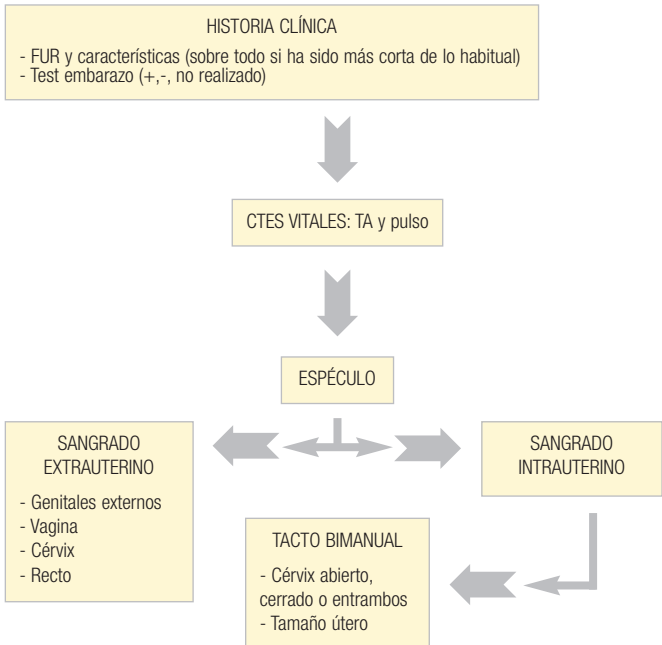 HISTORIA CLÍNICA
- FUR y características (sobre todo si ha sido más corta de lo habitual)
- Test embarazo (+,-, no realizado)
CTES VITALES: TA y pulso
ESPÉCULO
SANGRADO
EXTRAUTERINO
- Genitales externos
- Vagina
- Cérvix
- Recto
SANGRADO
INTRAUTERINO
TACTO BIMANUAL
- Cérvix abierto,
cerrado o entrambos
- Tamaño útero